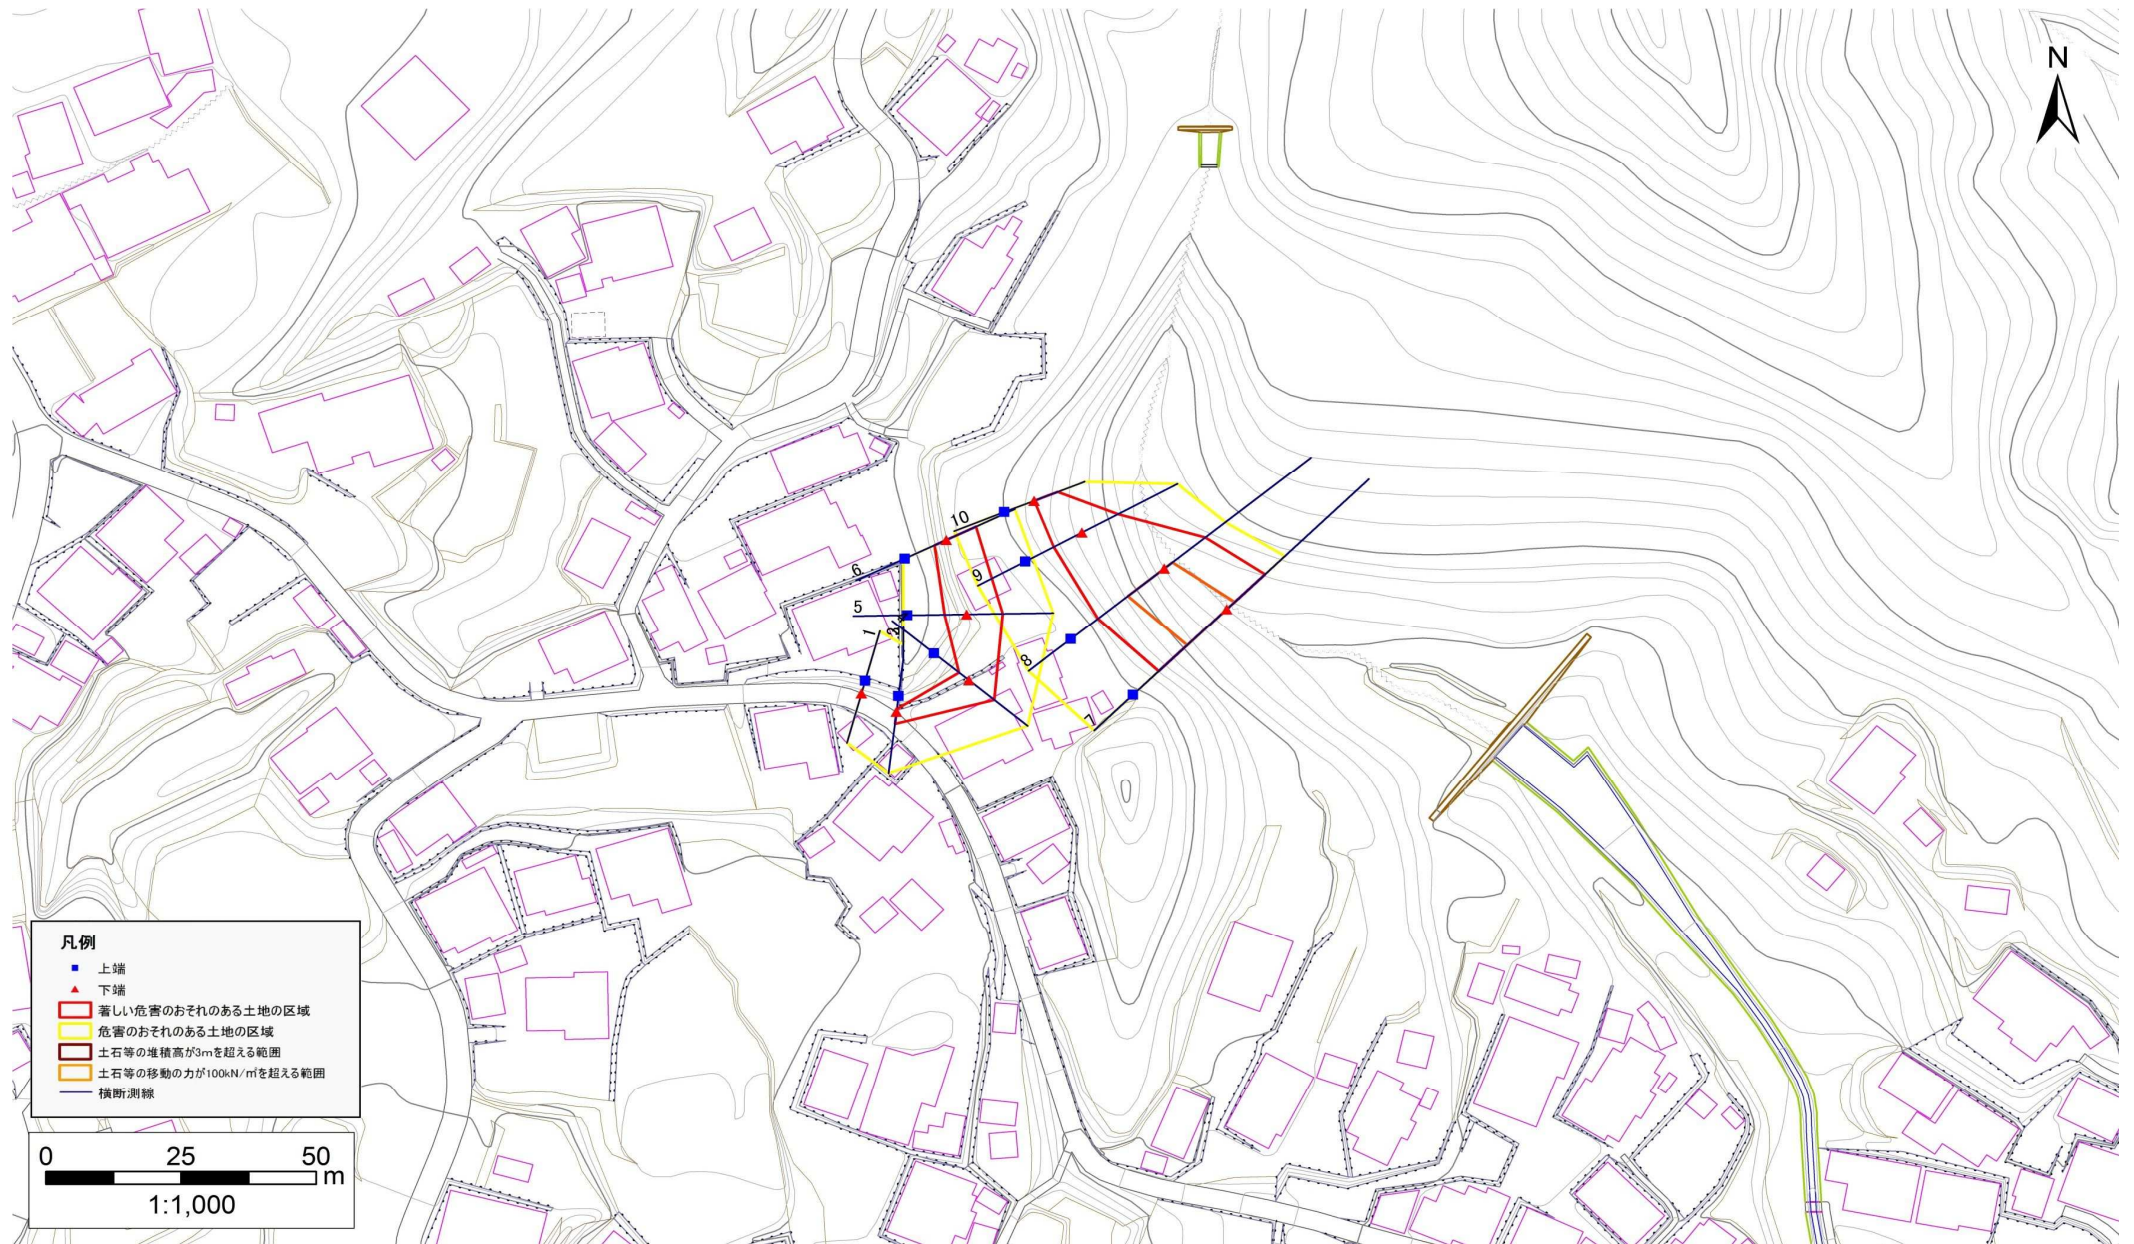 N
10
9
6
5
1
8
7
凡例
上端
下端
著しい危害のおそれのある土地の区域
危害のおそれのある土地の区域
土石等の堆積高が3mを超える範囲
土石等の移動の力が100kN/㎡を超える範囲
横断測線
0 25 50
m
1:1,000